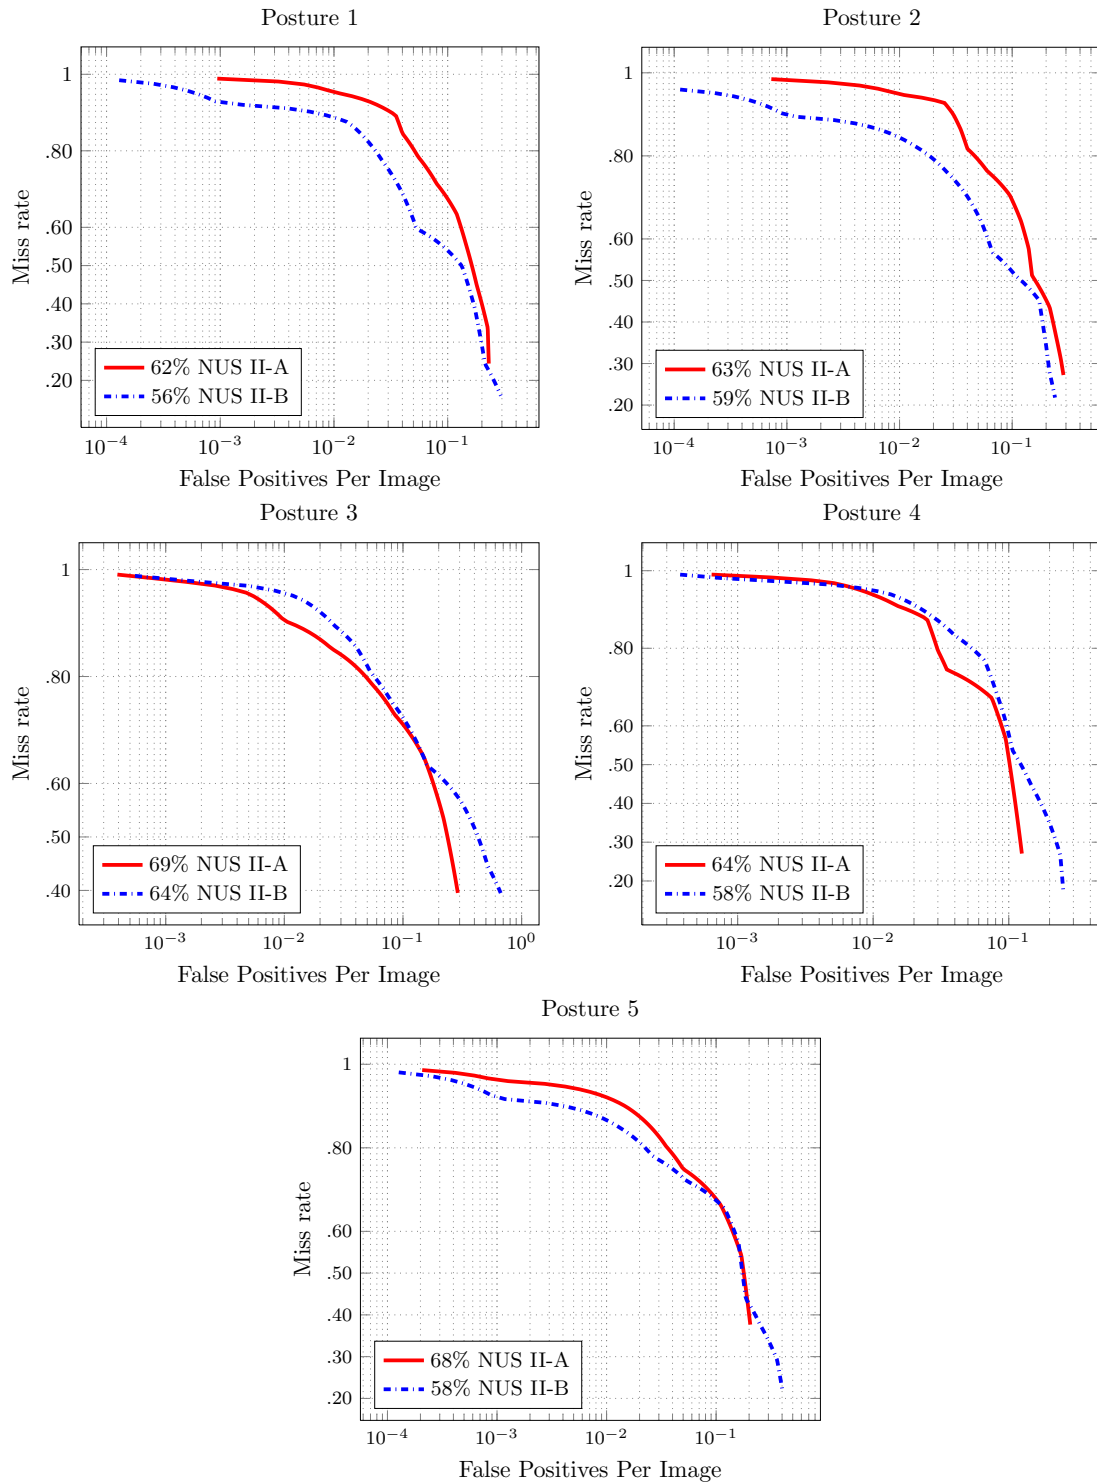 Posture 1
1
.80
.60
.50
.40
.30
.20
Miss rate
62% NUS II-A
56% NUS II-B
10−4
10−3
10−2
10−1
False Positives Per Image
Posture 2
1
.80
.60
.50
.40
.30
.20
Miss rate
63% NUS II-A
59% NUS II-B
10−4
10−3
10−2
10−1
False Positives Per Image
Posture 3
1
.80
.60
.50
.40
Miss rate
69% NUS II-A
64% NUS II-B
10−3
10−2
10−1
100
False Positives Per Image
Posture 4
1
.80
.60
.50
.40
.30
.20
Miss rate
64% NUS II-A
58% NUS II-B
10−3
10−2
10−1
False Positives Per Image
Posture 5
1
.80
.60
.50
.40
.30
.20
Miss rate
68% NUS II-A
58% NUS II-B
10−4
10−3
10−2
10−1
False Positives Per Image